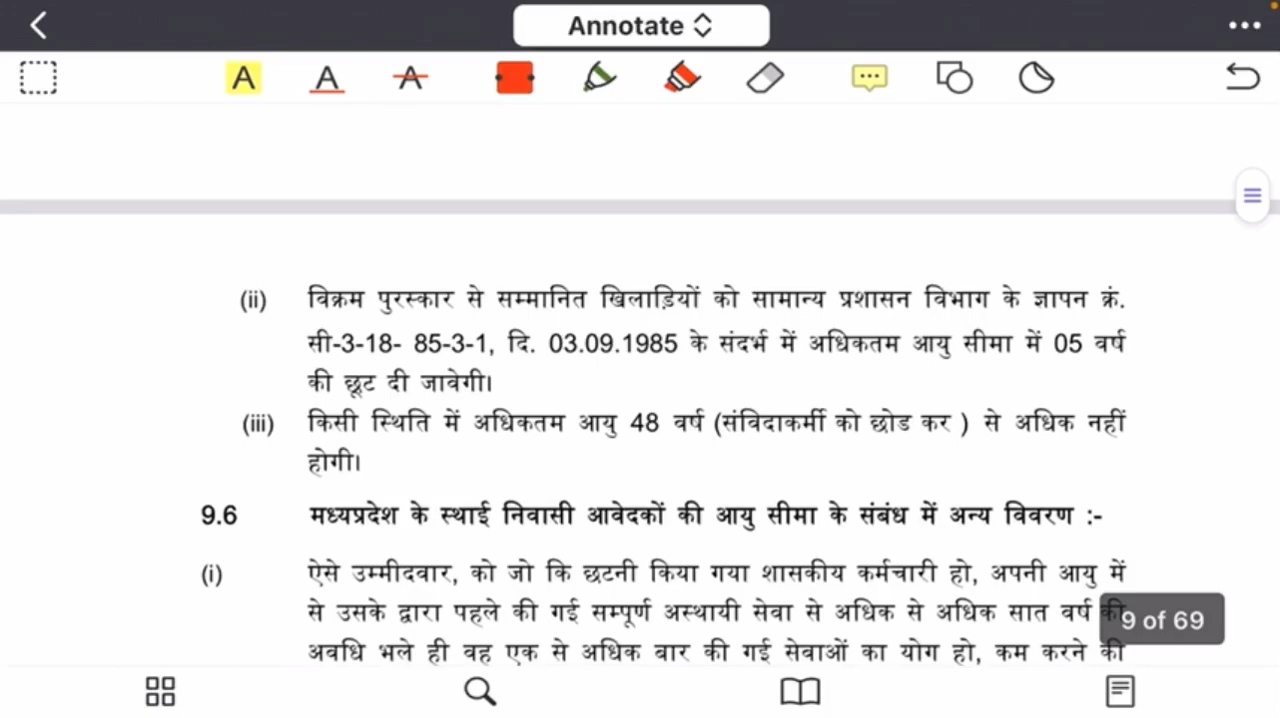 Annotate
A
A
A
(ii) विक्रम पुरस्कार से सम्मानित खिलाड़ियों को सामान्य प्रशासन विभाग के ज्ञापन क्रं.
सी-3-18- 85-3-1, दि. 03.09.1985 के संदर्भ में अधिकतम आयु सीमा में 05 वर्ष
की छूट दी जावेगी।
(iii) किसी स्थिति में अधिकतम आयु 48 वर्ष (संविदाकर्मी को छोड कर ) से अधिक नहीं
होगी।
9.6 मध्यप्रदेश के स्थाई निवासी आवेदकों की आयु सीमा के संबंध में अन्य विवरण :-
(i) ऐसे उम्मीदवार, को जो कि छटनी किया गया शासकीय कर्मचारी हो, अपनी आयु में
से उसके द्वारा पहले की गई सम्पूर्ण अस्थायी सेवा से अधिक से अधिक सात वर्ष की
9 of 69
अवधि भले ही वह एक से अधिक बार की गई सेवाओं का योग हो, कम करने की